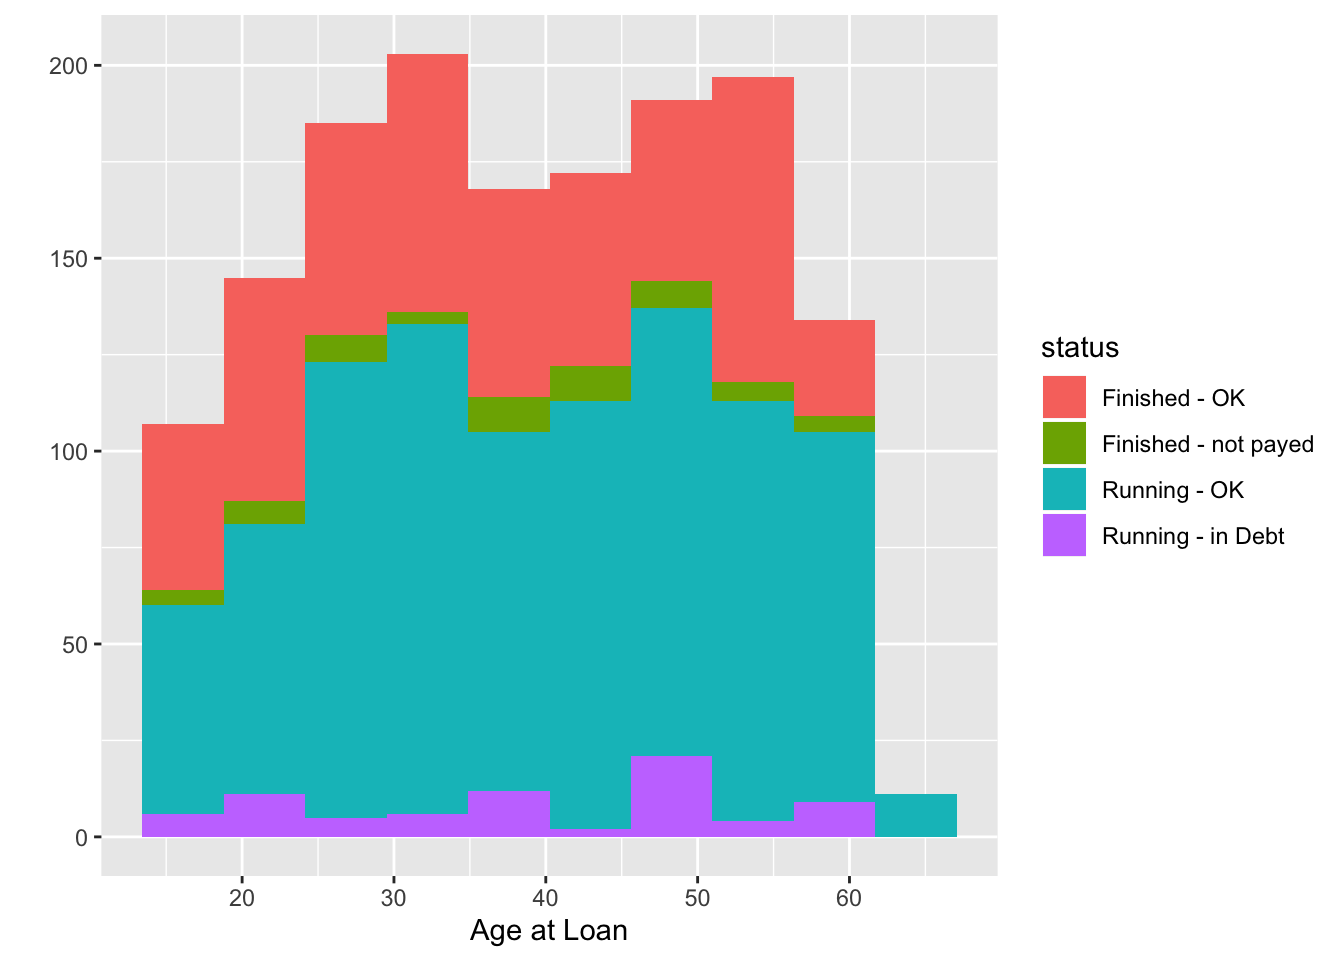 200
150
100
50
0
20 30 40 50 60
Age at Loan
status
Finished - OK
Finished - not payed
Running - OK
Running - in Debt